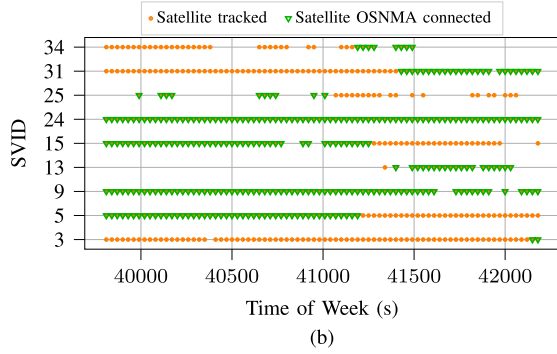 Satellite tracked Satellite OSNMA connected
34
31
25
24
15
13
9
5
3
SVID
40000 40500 41000 41500 42000
Time of Week (s)
(b)